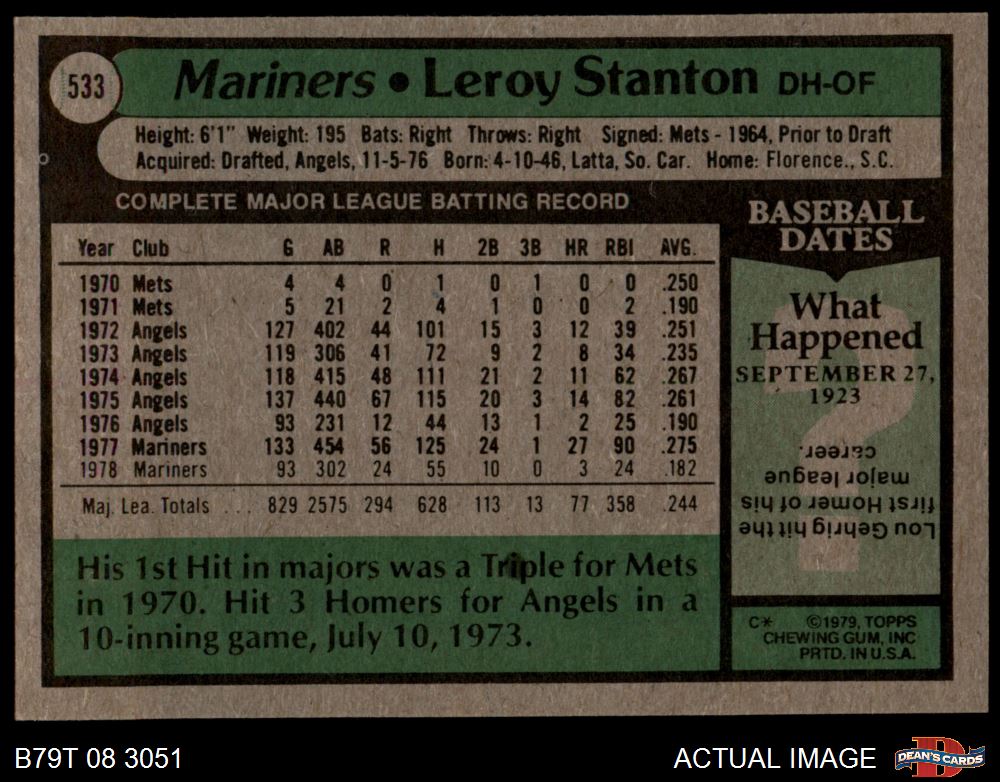 533
Mariners • Leroy Stanton DH-OF
Height: 6'1" Weight: 195 Bats: Right Throws: Right Signed: Mets - 1964, Prior to Draft
Acquired: Drafted, Angels, 11-5-76 Born: 4-10-46, Latta, So. Car. Home: Florence., S.C.
COMPLETE MAJOR LEAGUE BATTING RECORD
Year Club G AB R H 2B 3B HR RBI AVG.
1970 Mets 4 4 0 1 0 1 0 0 .250
1971 Mets 5 21 2 4 1 0 0 2 .190
1972 Angels 127 402 44 101 15 3 12 39 .251
1973 Angels 119 306 41 72 9 2 8 34 .235
1974 Angels 118 415 48 111 21 2 11 62 .267
1975 Angels 137 440 67 115 20 3 14 82 .261
1976 Angels 93 231 12 44 13 1 2 25 .190
1977 Mariners 133 454 56 125 24 1 27 90 .275
1978 Mariners 93 302 24 55 10 0 3 24 .182
Maj. Lea. Totals ... 829 2575 294 628 113 13 77 358 .244
His 1st Hit in majors was a Triple for Mets
in 1970. Hit 3 Homers for Angels in a
10-inning game, July 10, 1973.
BASEBALL
DATES
What
Happened
SEPTEMBER 27,
1923
Lou Gehrig hit the
first Homer of his
major league
career.
C* ©1979, TOPPS
CHEWING GUM, INC
PRTD. IN U.S.A.
B79T 08 3051
ACTUAL IMAGE
D
DEAN'S CARDS